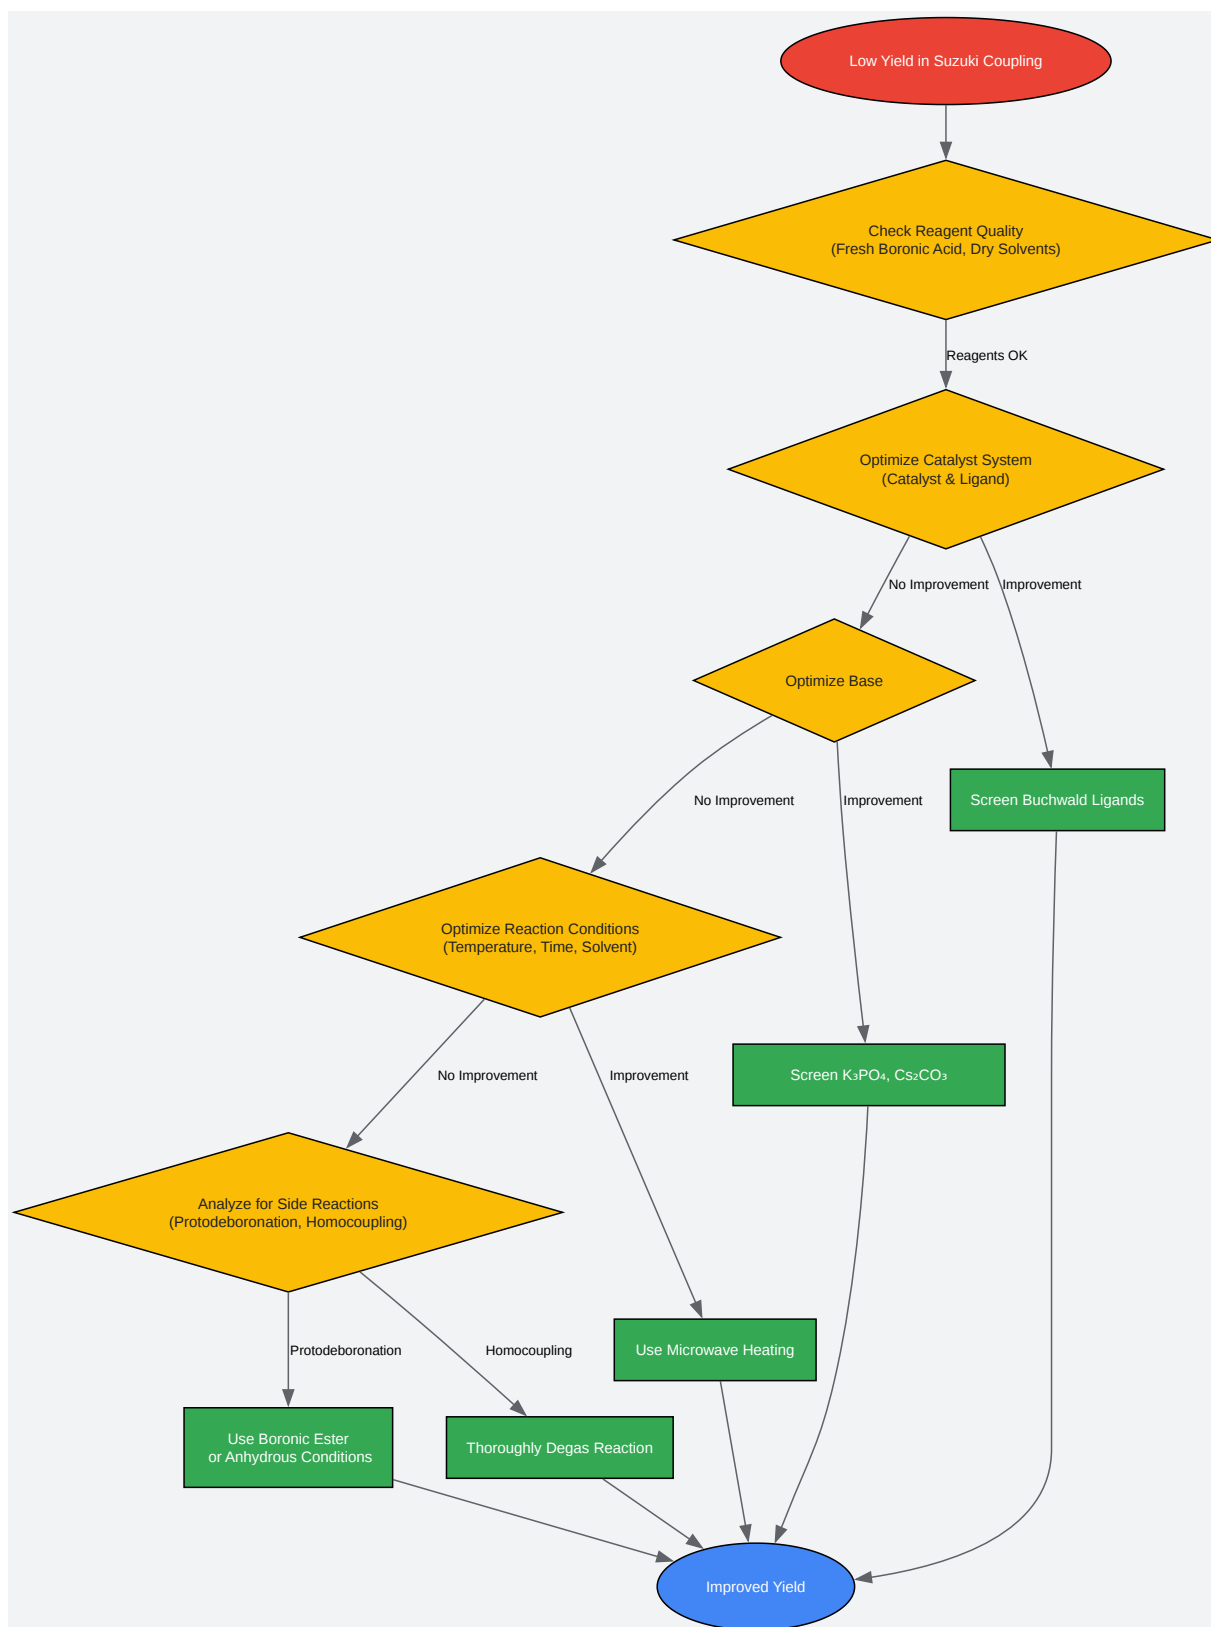 Low Yield in Suzuki Coupling
Check Reagent Quality
(Fresh Boronic Acid, Dry Solvents)
Reagents OK
Optimize Catalyst System
(Catalyst & Ligand)
No Improvement
Improvement
Optimize Base
No Improvement
Improvement
Screen Buchwald Ligands
Optimize Reaction Conditions
(Temperature, Time, Solvent)
No Improvement
Improvement
Screen K₃PO₄, Cs₂CO₃
Analyze for Side Reactions
(Protodeboronation, Homocoupling)
Protodeboronation
Homocoupling
Use Microwave Heating
Use Boronic Ester
or Anhydrous Conditions
Thoroughly Degas Reaction
Improved Yield